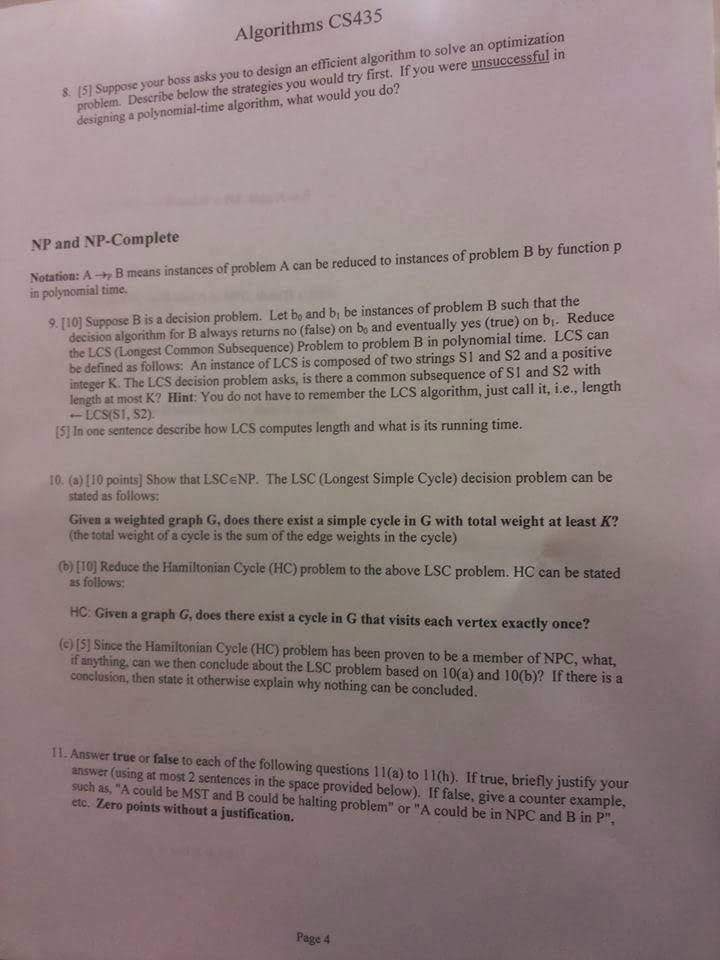 Algorithms CS435
8. [5] Suppose your boss asks you to design an efficient algorithm to solve an optimization
problem. Describe below the strategies you would try first. If you were unsuccessful in
designing a polynomial-time algorithm, what would you do?
NP and NP-Complete
Notation: A →p B means instances of problem A can be reduced to instances of problem B by function p
in polynomial time.
9. [10] Suppose B is a decision problem. Let b₀ and b₁ be instances of problem B such that the
decision algorithm for B always returns no (false) on b₀ and eventually yes (true) on b₁. Reduce
the LCS (Longest Common Subsequence) Problem to problem B in polynomial time. LCS can
be defined as follows: An instance of LCS is composed of two strings S1 and S2 and a positive
integer K. The LCS decision problem asks, is there a common subsequence of S1 and S2 with
length at most K? Hint: You do not have to remember the LCS algorithm, just call it, i.e., length
← LCS(S1, S2).
[5] In one sentence describe how LCS computes length and what is its running time.
10. (a) [10 points] Show that LSC∈NP. The LSC (Longest Simple Cycle) decision problem can be
stated as follows:
Given a weighted graph G, does there exist a simple cycle in G with total weight at least K?
(the total weight of a cycle is the sum of the edge weights in the cycle)
(b) [10] Reduce the Hamiltonian Cycle (HC) problem to the above LSC problem. HC can be stated
as follows:
HC: Given a graph G, does there exist a cycle in G that visits each vertex exactly once?
(c) [5] Since the Hamiltonian Cycle (HC) problem has been proven to be a member of NPC, what,
if anything, can we then conclude about the LSC problem based on 10(a) and 10(b)? If there is a
conclusion, then state it otherwise explain why nothing can be concluded.
11. Answer true or false to each of the following questions 11(a) to 11(h). If true, briefly justify your
answer (using at most 2 sentences in the space provided below). If false, give a counter example,
such as, "A could be MST and B could be halting problem" or "A could be in NPC and B in P",
etc. Zero points without a justification.
Page 4